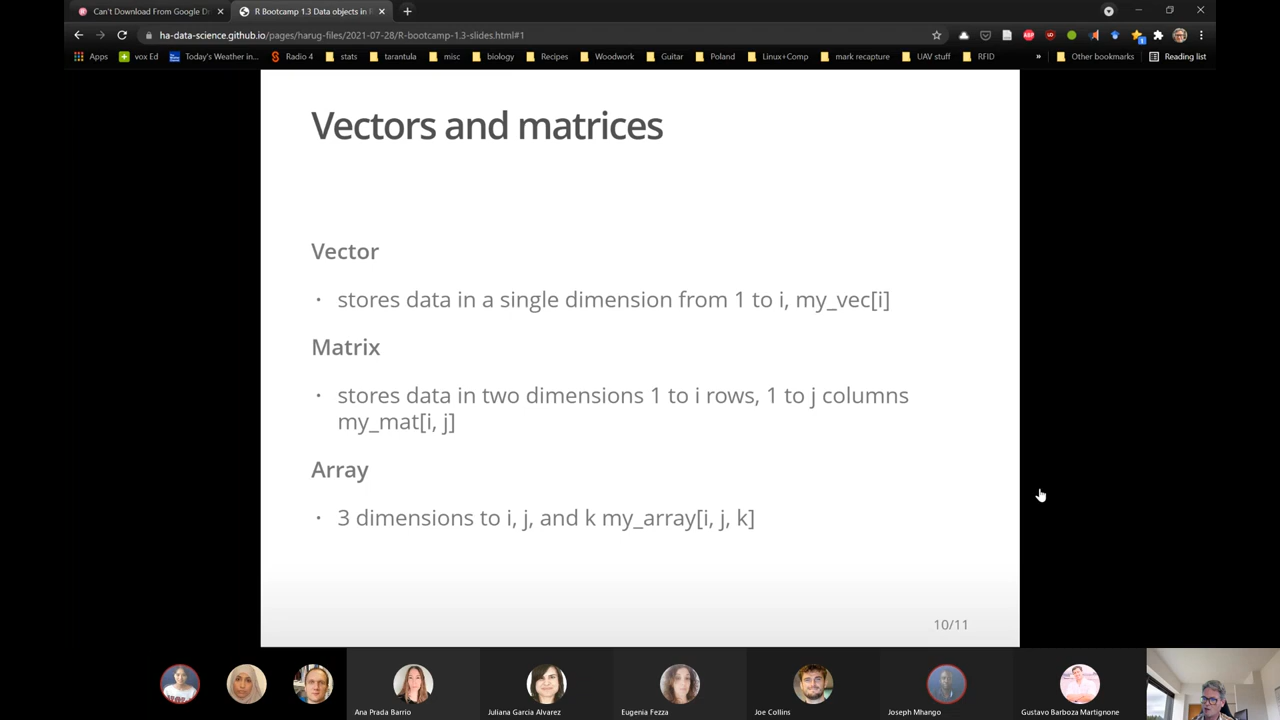 Can't Download From Google D
R Bootcamp 1.3 Data objects in R
ha-data-science.github.io/pages/harug-files/2021-07-28/R-bootcamp-1.3-slides.html#1
Apps
vox Ed
Today's Weather in...
Radio 4
stats
tarantula
misc
biology
Recipes
Woodwork
Guitar
Poland
Linux+Comp
mark recapture
UAV stuff
RFID
»
Other bookmarks
Reading list
Vectors and matrices
Vector
· stores data in a single dimension from 1 to i, my_vec[i]
Matrix
· stores data in two dimensions 1 to i rows, 1 to j columns
my_mat[i, j]
Array
· 3 dimensions to i, j, and k my_array[i, j, k]
10/11
Ana Prada Barrio
Juliana Garcia Alvarez
Eugenia Fezza
Joe Collins
Joseph Mhango
Gustavo Barboza Martignone